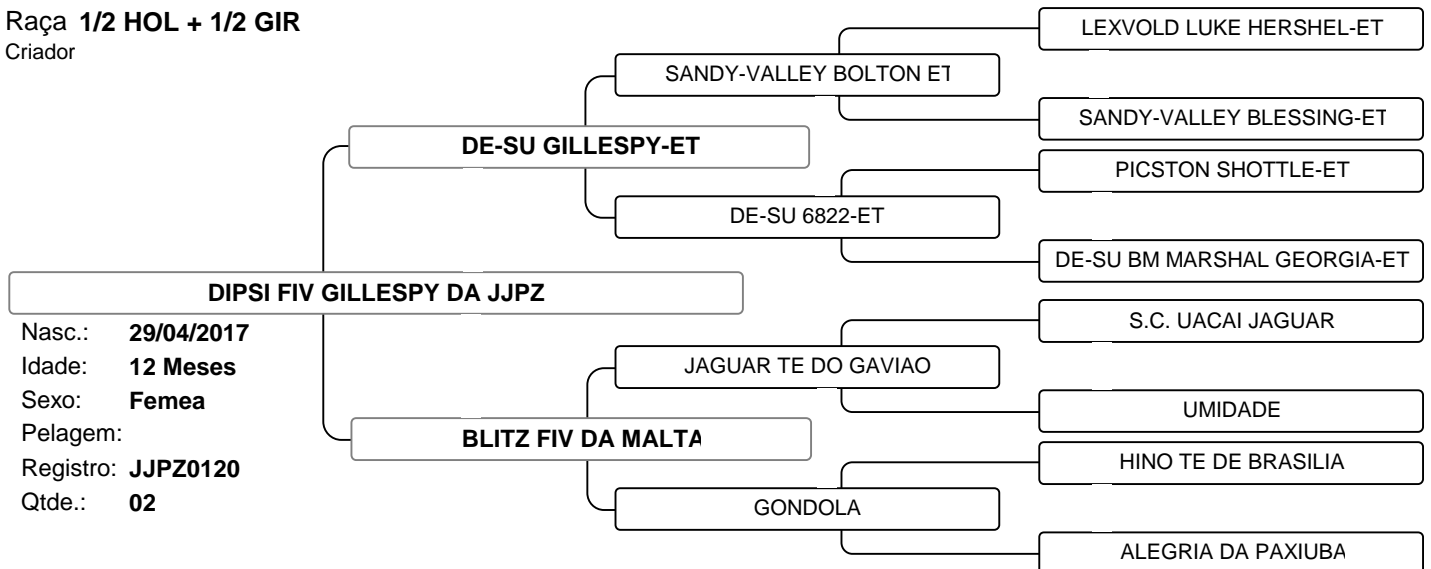 Raça 1/2 HOL + 1/2 GIR
Criador
LEXVOLD LUKE HERSHEL-ET
SANDY-VALLEY BOLTON ET
SANDY-VALLEY BLESSING-ET
DE-SU GILLESPY-ET
PICSTON SHOTTLE-ET
DE-SU 6822-ET
DE-SU BM MARSHAL GEORGIA-ET
DIPSI FIV GILLESPY DA JJPZ
Nasc.: 29/04/2017
Idade: 12 Meses
Sexo: Femea
Pelagem:
Registro: JJPZ0120
Qtde.: 02
S.C. UACAI JAGUAR
JAGUAR TE DO GAVIAO
UMIDADE
BLITZ FIV DA MALTA
HINO TE DE BRASILIA
GONDOLA
ALEGRIA DA PAXIUBA